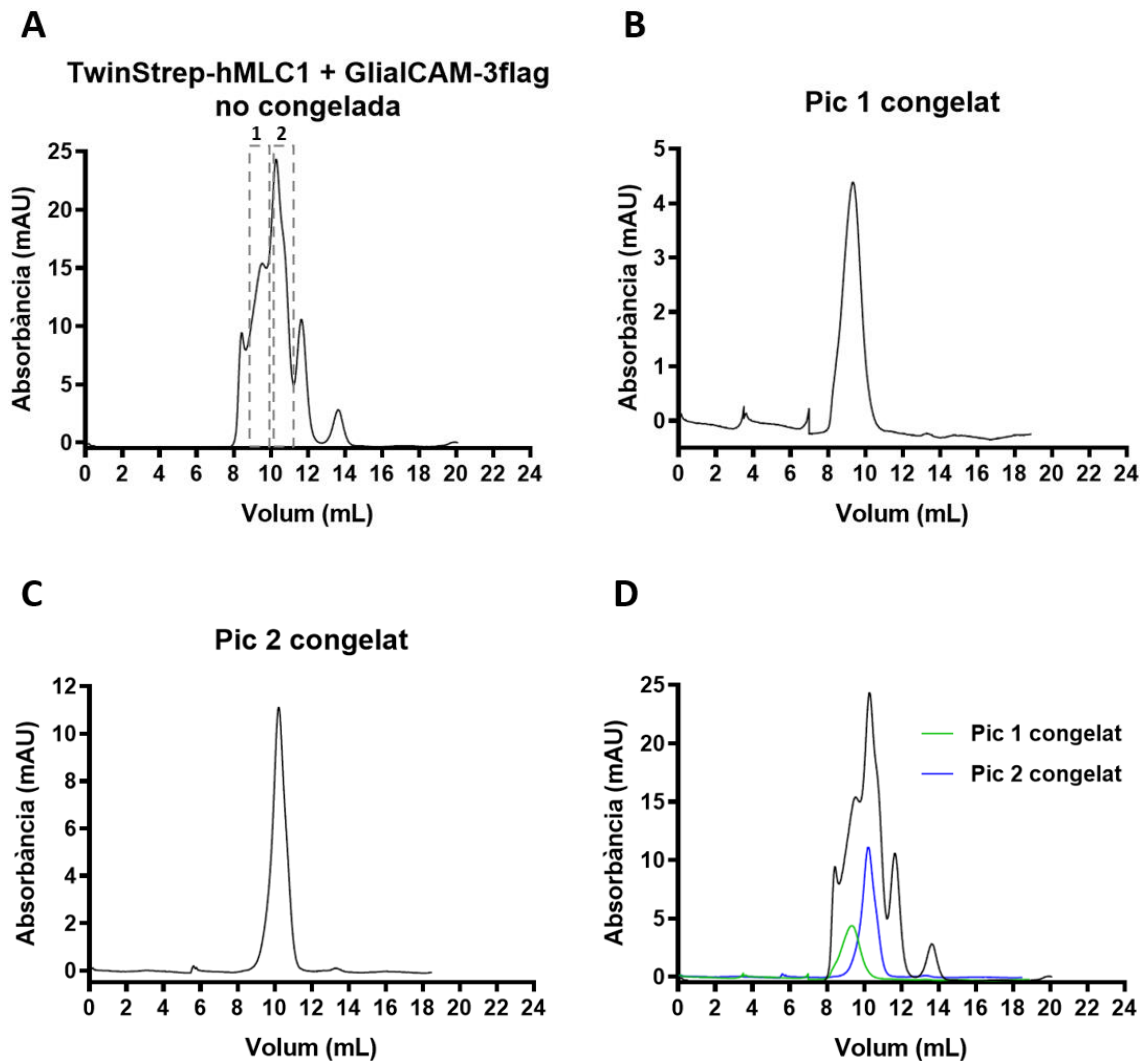 A
TwinStrep-hMLC1 + GlialCAM-3flag
no congelada
1 2
25
20
15
10
5
0
Absorbància (mAU)
0 2 4 6 8 10 12 14 16 18 20 22 24
Volum (mL)
B
Pic 1 congelat
5
4
3
2
1
0
Absorbància (mAU)
0 2 4 6 8 10 12 14 16 18 20 22 24
Volum (mL)
C
Pic 2 congelat
12
10
8
6
4
2
0
Absorbància (mAU)
0 2 4 6 8 10 12 14 16 18 20 22 24
Volum (mL)
D
25
20
15
10
5
0
Absorbància (mAU)
Pic 1 congelat
Pic 2 congelat
0 2 4 6 8 10 12 14 16 18 20 22 24
Volum (mL)